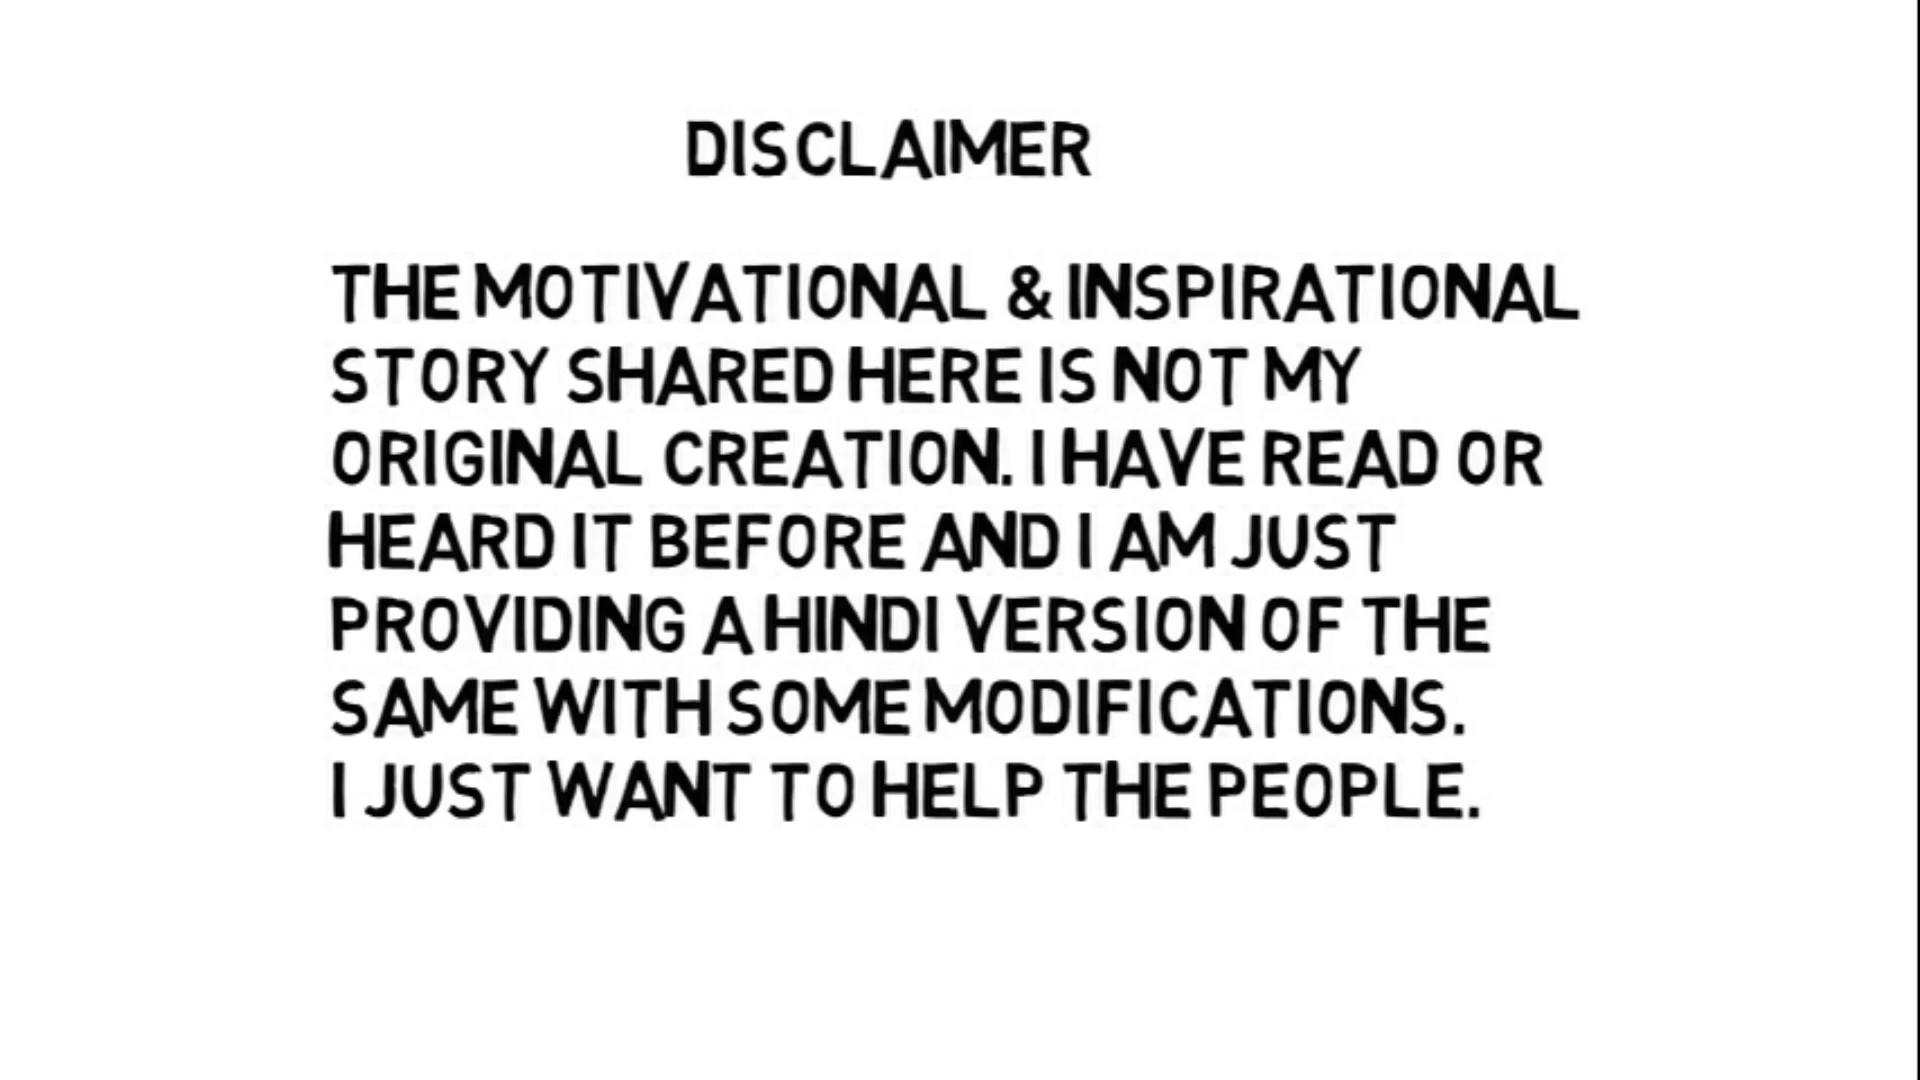 DISCLAIMER
THE MOTIVATIONAL & INSPIRATIONAL
STORY SHARED HERE IS NOT MY
ORIGINAL CREATION. I HAVE READ OR
HEARD IT BEFORE AND I AM JUST
PROVIDING A HINDI VERSION OF THE
SAME WITH SOME MODIFICATIONS.
I JUST WANT TO HELP THE PEOPLE.